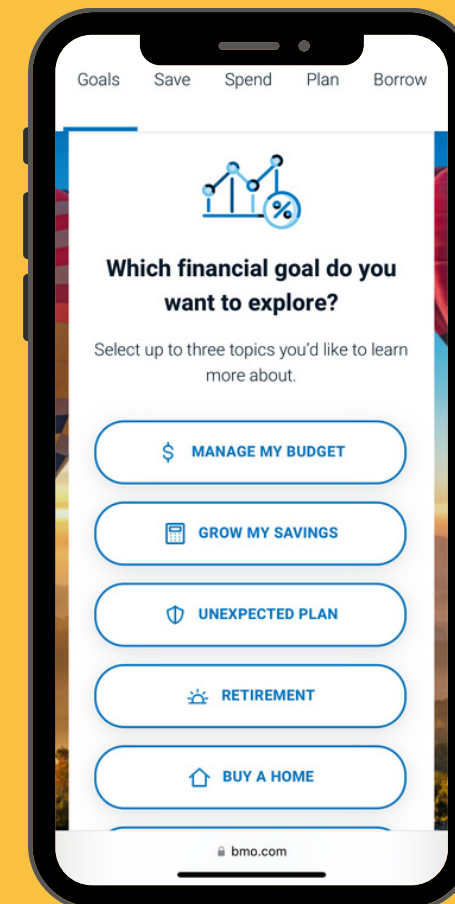 Goals Save Spend Plan Borrow
%
Which financial goal do you
want to explore?
Select up to three topics you'd like to learn
more about.
$ MANAGE MY BUDGET
GROW MY SAVINGS
UNEXPECTED PLAN
RETIREMENT
BUY A HOME
bmo.com